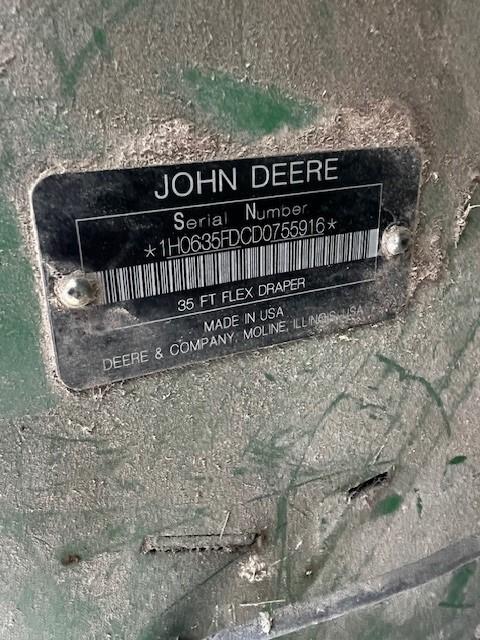 JOHN DEERE
Serial Number
*1H0635FDCD0755916*
35 FT FLEX DRAPER
MADE IN USA
DEERE & COMPANY, MOLINE, ILLINOIS, USA